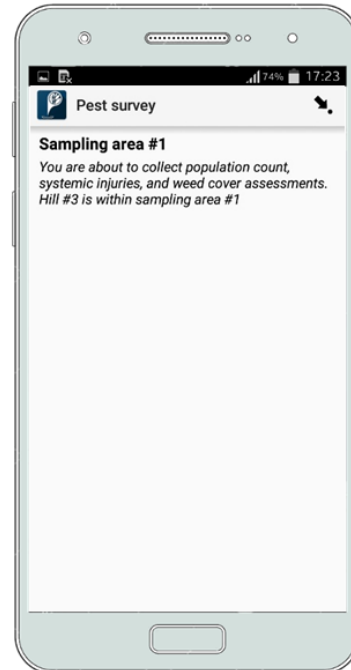 74% 17:23
Pest survey
Sampling area #1
You are about to collect population count,
systemic injuries, and weed cover assessments.
Hill #3 is within sampling area #1